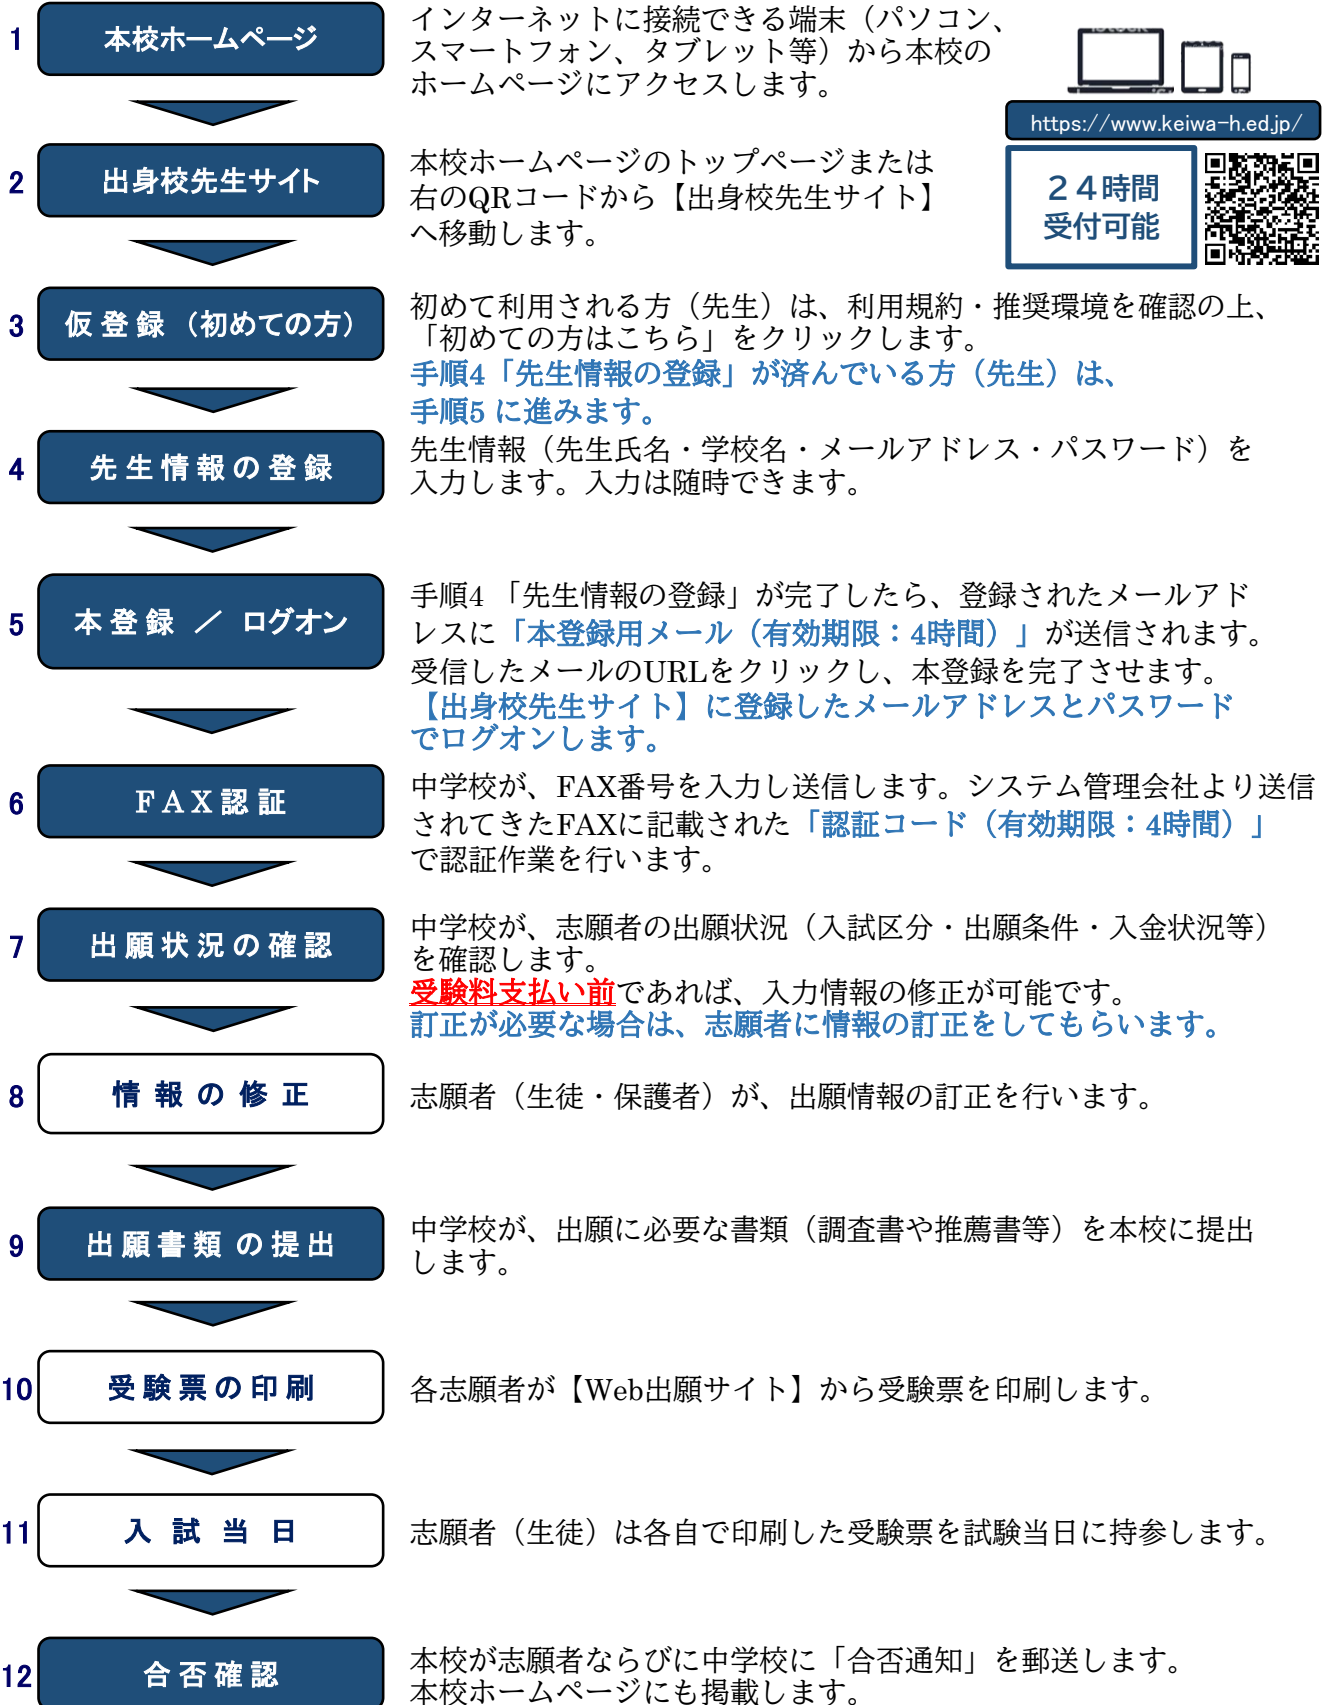 1
本校ホームページ
インターネットに接続できる端末（パソコン、
スマートフォン、タブレット等）から本校の
ホームページにアクセスします。
https://www.keiwa-h.ed.jp/
2
出身校先生サイト
本校ホームページのトップページまたは
右のQRコードから【出身校先生サイト】
へ移動します。
２４時間
受付可能
3
仮登録（初めての方）
初めて利用される方（先生）は、利用規約・推奨環境を確認の上、
「初めての方はこちら」をクリックします。
手順4「先生情報の登録」が済んでいる方（先生）は、
手順5 に進みます。
4
先生情報の登録
先生情報（先生氏名・学校名・メールアドレス・パスワード）を
入力します。入力は随時できます。
5
本登録 ／ ログオン
手順4 「先生情報の登録」が完了したら、登録されたメールアド
レスに「本登録用メール（有効期限：4時間）」が送信されます。
受信したメールのURLをクリックし、本登録を完了させます。
【出身校先生サイト】に登録したメールアドレスとパスワード
でログオンします。
6
FAX認証
中学校が、FAX番号を入力し送信します。システム管理会社より送信
されてきたFAXに記載された「認証コード（有効期限：4時間）」
で認証作業を行います。
7
出願状況の確認
中学校が、志願者の出願状況（入試区分・出願条件・入金状況等）
を確認します。
受験料支払い前であれば、入力情報の修正が可能です。
訂正が必要な場合は、志願者に情報の訂正をしてもらいます。
8
情報の修正
志願者（生徒・保護者）が、出願情報の訂正を行います。
9
出願書類の提出
中学校が、出願に必要な書類（調査書や推薦書等）を本校に提出
します。
10
受験票の印刷
各志願者が【Web出願サイト】から受験票を印刷します。
11
入試当日
志願者（生徒）は各自で印刷した受験票を試験当日に持参します。
12
合否確認
本校が志願者ならびに中学校に「合否通知」を郵送します。
本校ホームページにも掲載します。